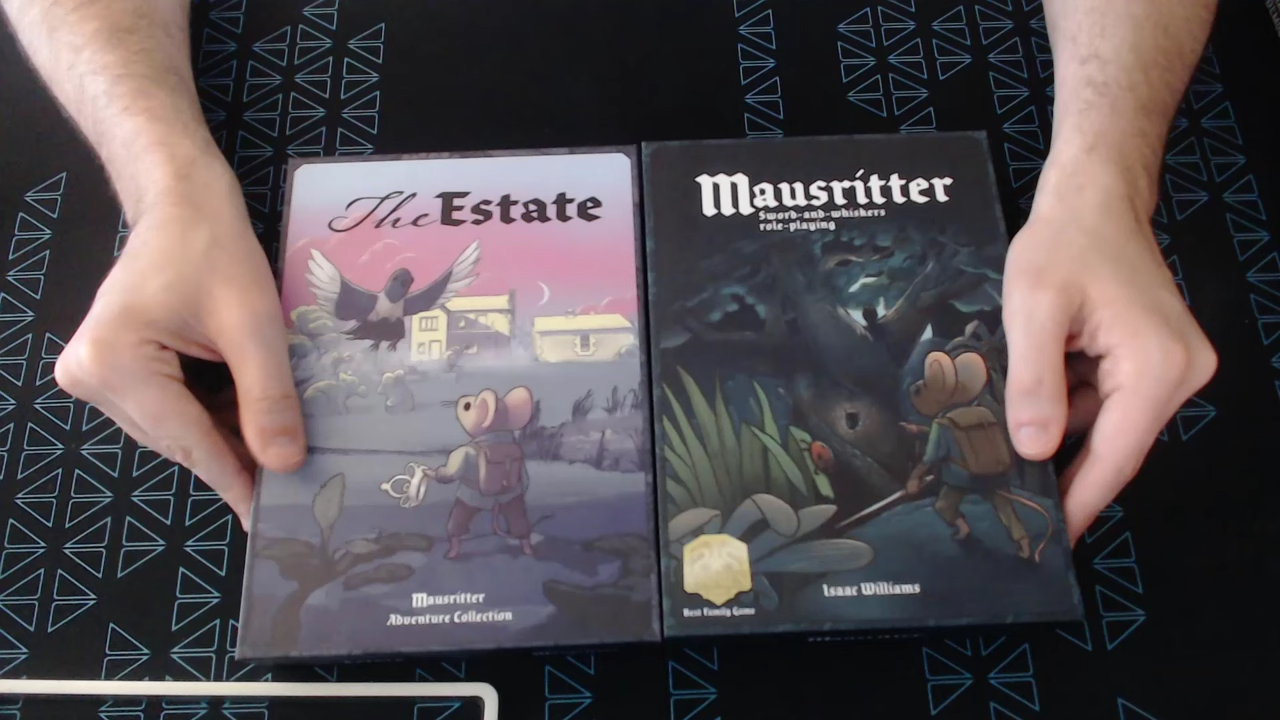 The Estate
Mausritter
Adventure Collection
Mausritter
Sword-and-whiskers
role-playing
Best Family Game
Isaac Williams